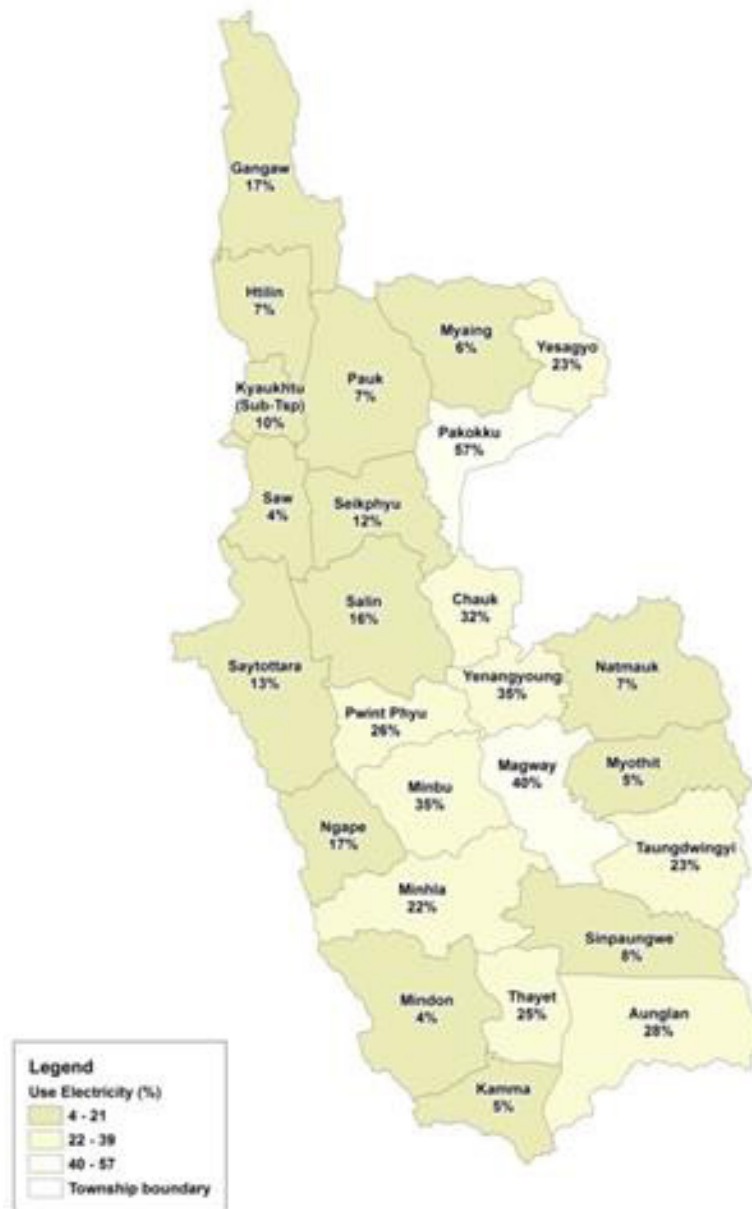 Gangaw
17%
Htilin
7%
Myaing
6%
Yesagyo
23%
Kyaukhtu
(Sub-Tsp)
10%
Pauk
7%
Pakokku
57%
Saw
4%
Seikphyu
12%
Salin
16%
Chauk
32%
Saytottara
13%
Yenangyoung
35%
Natmauk
7%
Pwint Phyu
26%
Magway
40%
Myothit
5%
Minbu
35%
Ngape
17%
Taungdwingyi
23%
Minhla
22%
Sinpaungwe`
8%
Mindon
4%
Thayet
25%
Aunglan
28%
Kamma
5%
Legend
Use Electricity (%)
4 - 21
22 - 39
40 - 57
Township boundary